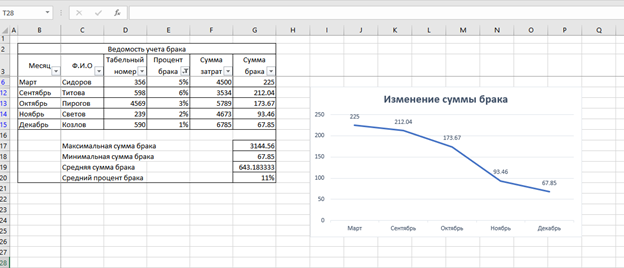 T28
fx
A B C D E F G H I J K L M N O P Q
1
2 Ведомость учета брака
3 Месяц Ф.И.О Табельный номер Процент брака Сумма затрат Сумма брака
6 Март Сидоров 356 5% 4500 225
12 Сентябрь Титова 598 6% 3534 212.04
13 Октябрь Пирогов 4569 3% 5789 173.67
14 Ноябрь Светов 239 2% 4673 93.46
15 Декабрь Козлов 590 1% 6785 67.85
16
17 Максимальная сумма брака 3144.56
18 Минимальная сумма брака 67.85
19 Средняя сумма брака 643.183333
20 Средний процент брака 11%
21
22
23
24
25
26
27
28
Изменение суммы брака
250
200
150
100
50
0
225
212.04
173.67
93.46
67.85
Март Сентябрь Октябрь Ноябрь Декабрь